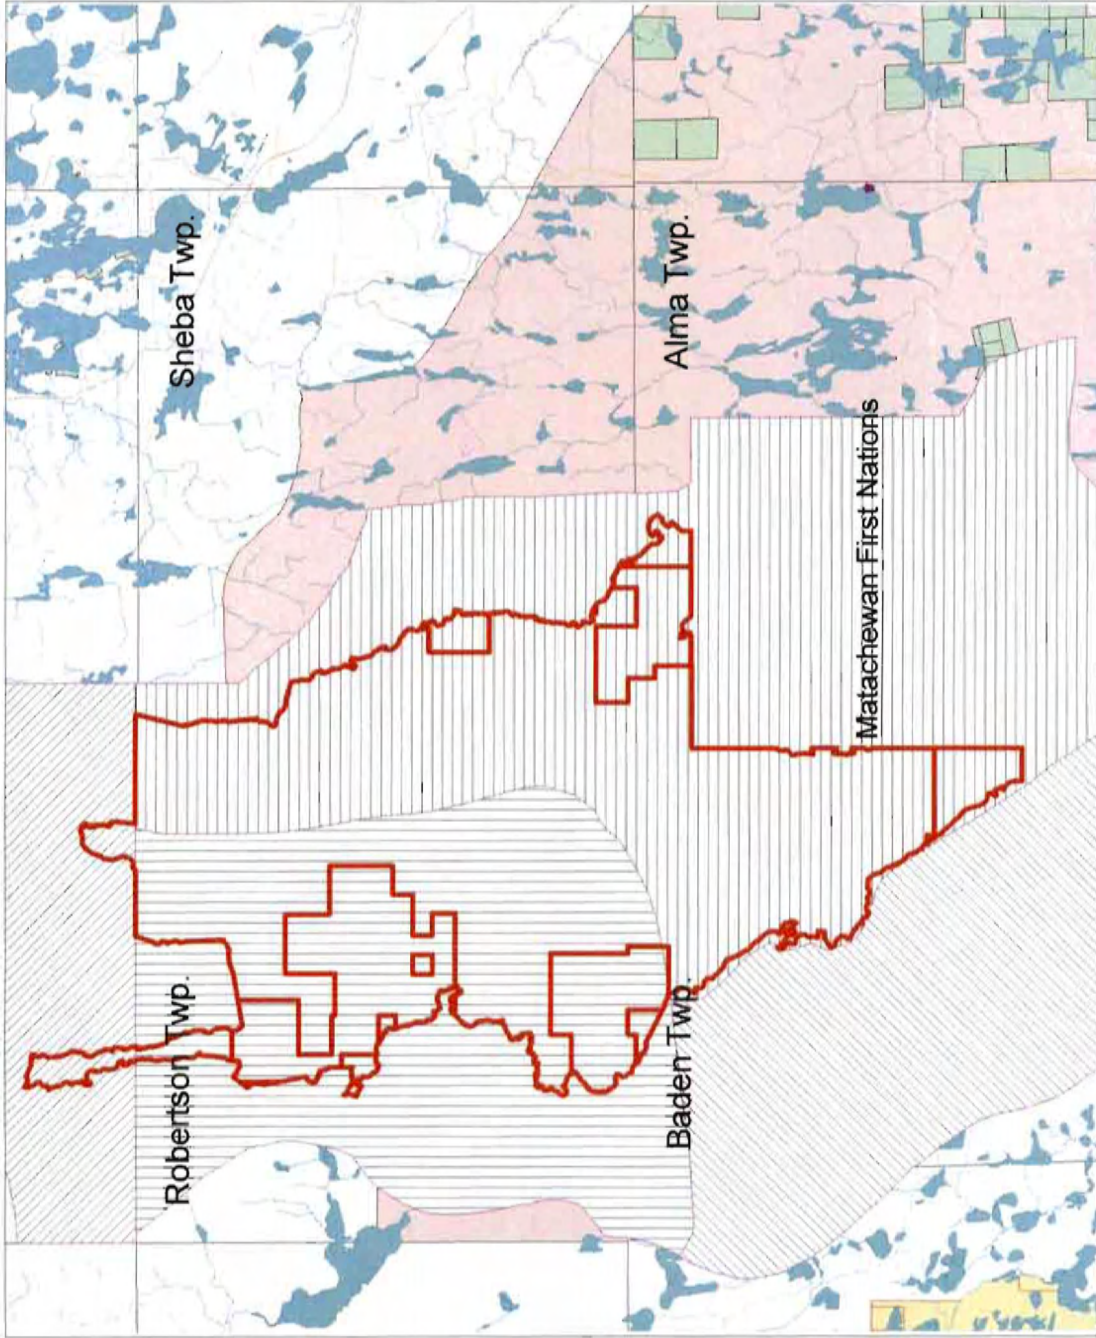 Robertson Twp.
Sheba Twp.
Baden Twp.
Alma Twp.
Matachewan First Nations